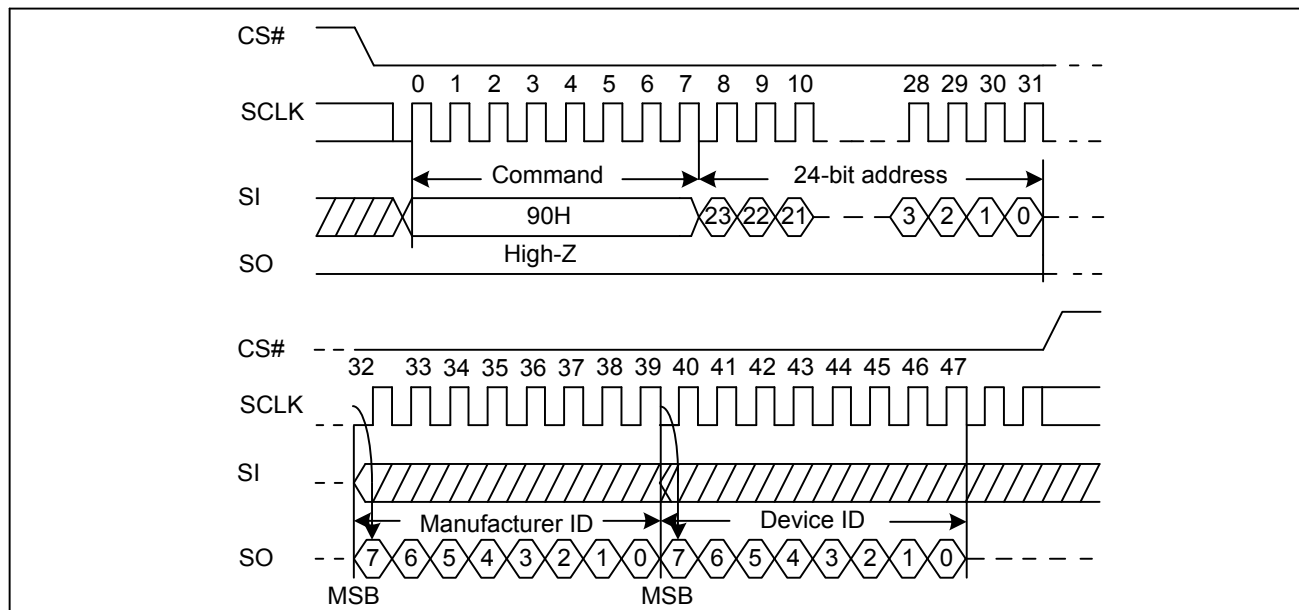 CS#
0 1 2 3 4 5 6 7 8 9 10 28 29 30 31
SCLK
Command 24-bit address
SI
90H 23 22 21 3 2 1 0
High-Z
SO
CS#
32 33 34 35 36 37 38 39 40 41 42 43 44 45 46 47
SCLK
SI
Manufacturer ID Device ID
SO 7 6 5 4 3 2 1 0 7 6 5 4 3 2 1 0
MSB MSB